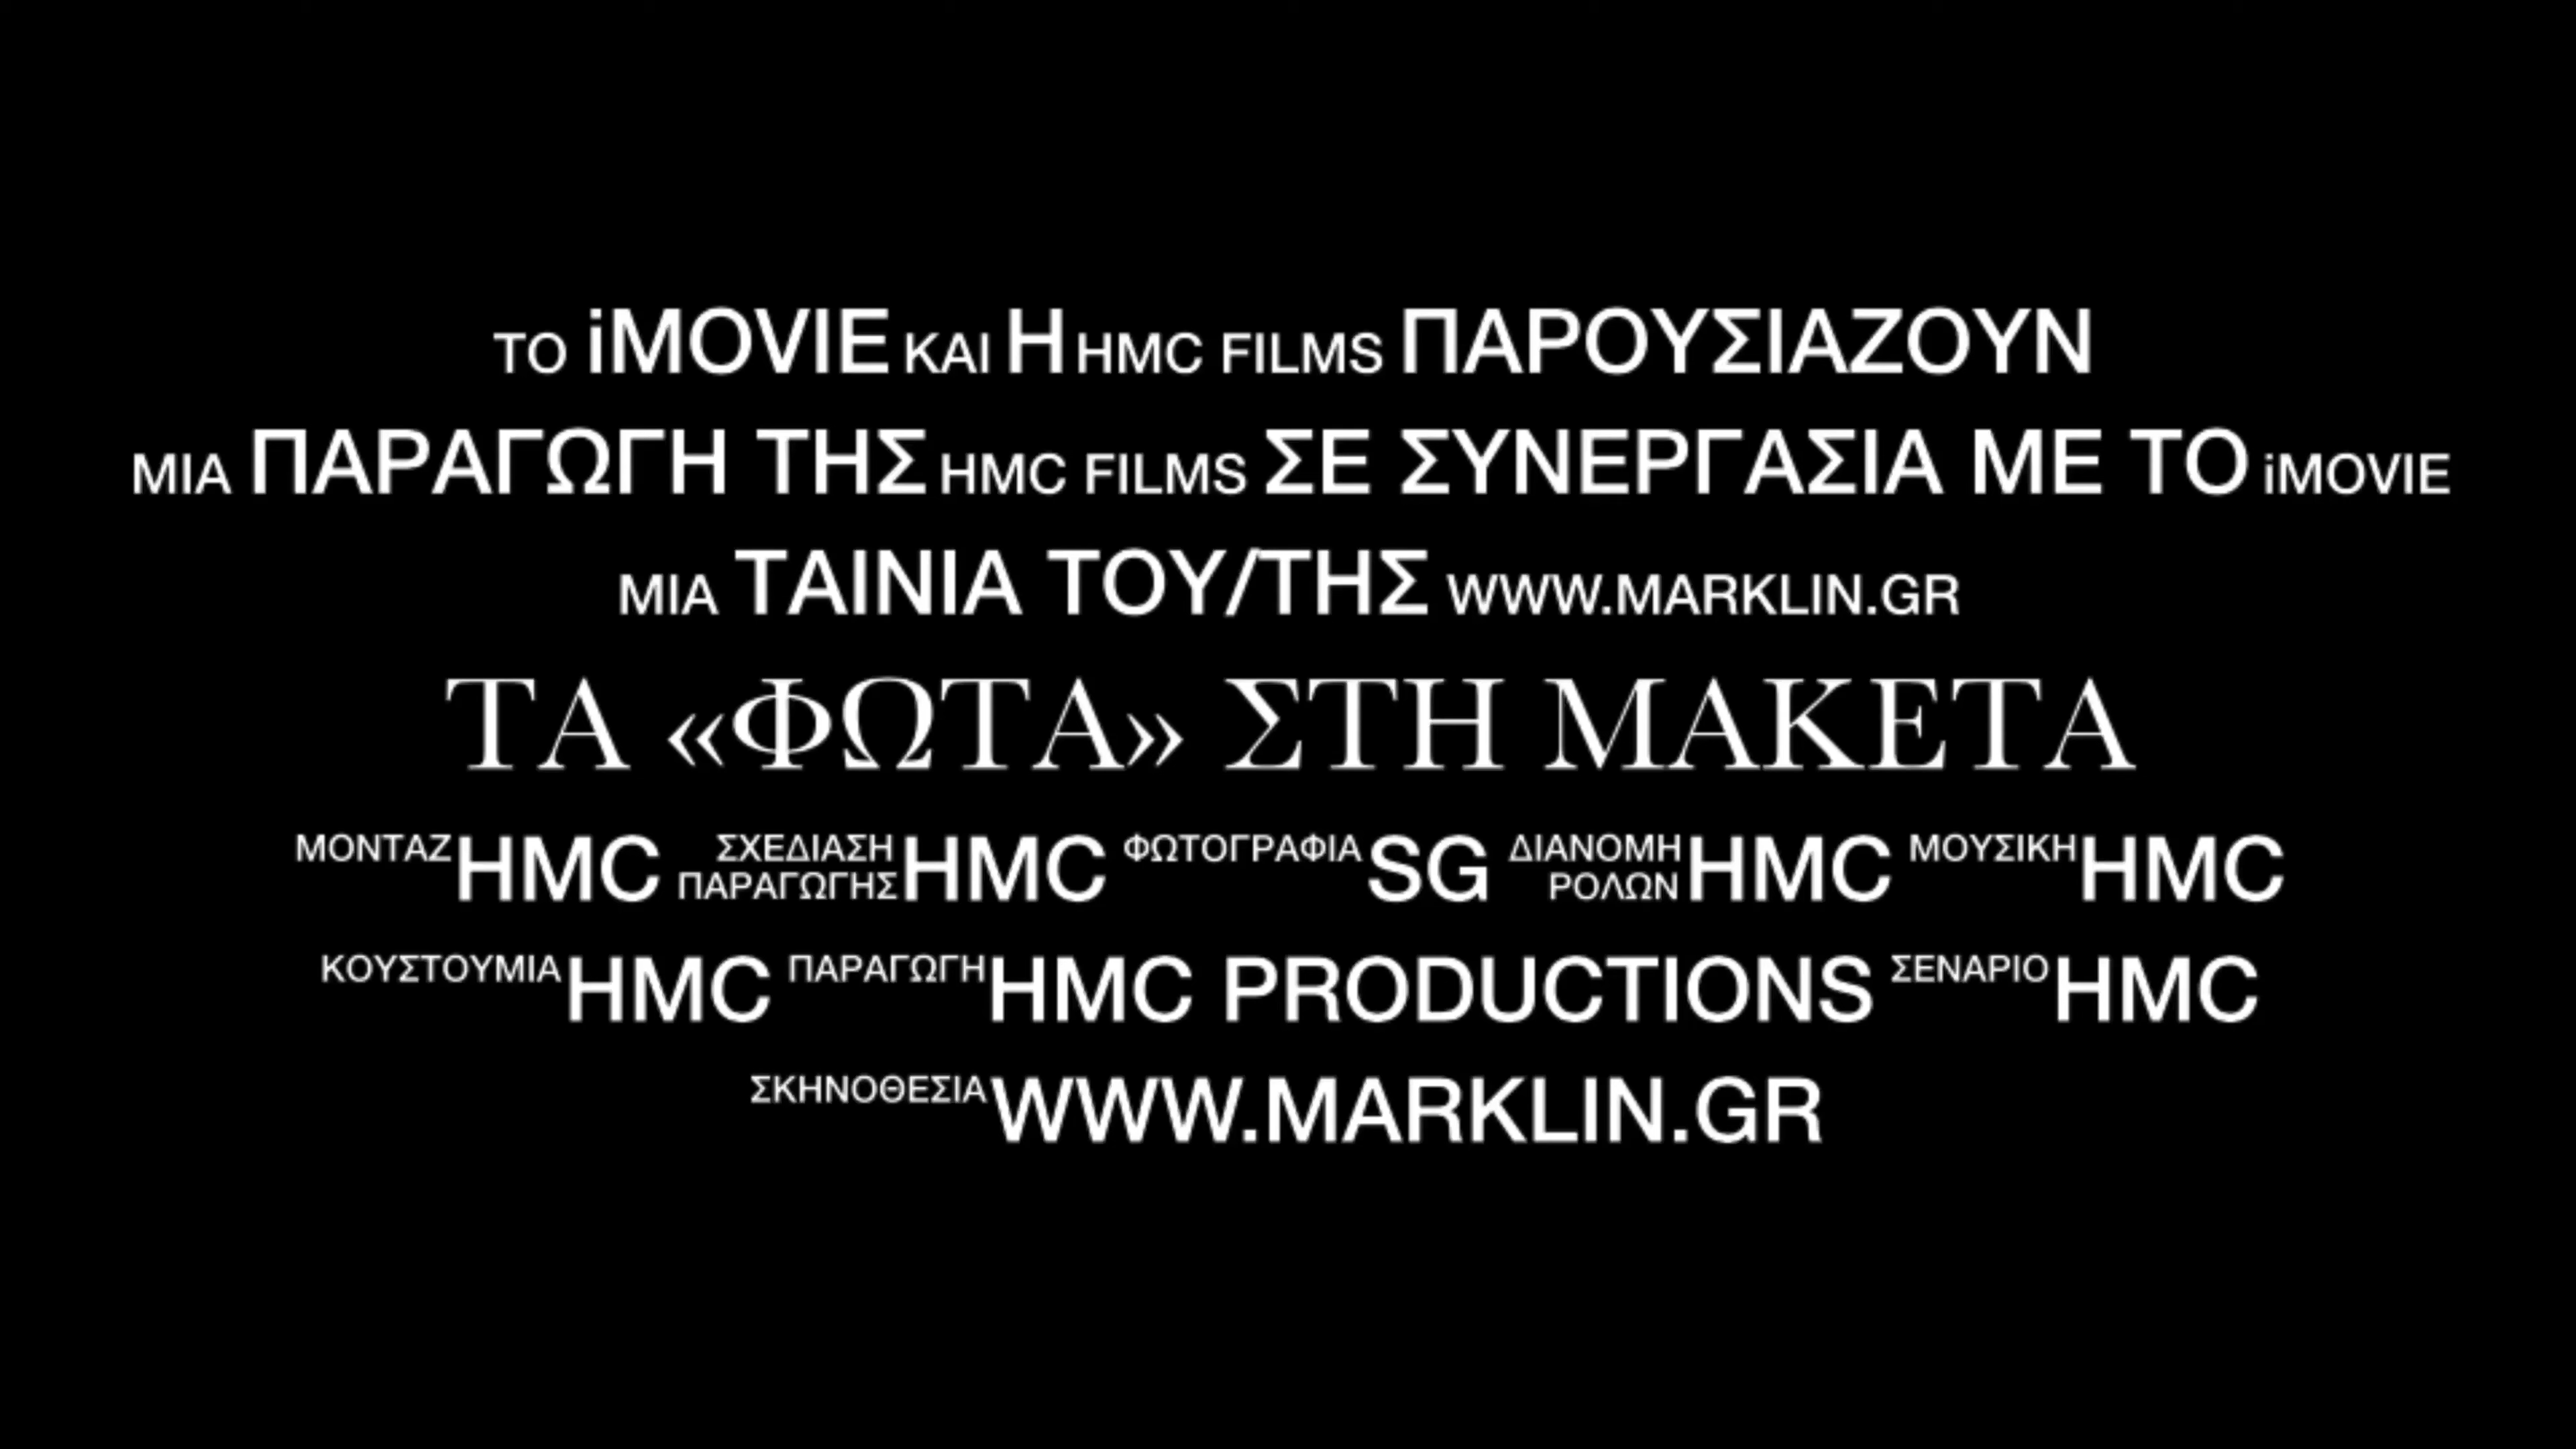 ΤΟ iMOVIE ΚΑΙ Η HMC FILMS ΠΑΡΟΥΣΙΑΖΟΥΝ
ΜΙΑ ΠΑΡΑΓΩΓΗ ΤΗΣ HMC FILMS ΣΕ ΣΥΝΕΡΓΑΣΙΑ ΜΕ ΤΟ iMOVIE
ΜΙΑ ΤΑΙΝΙΑ ΤΟΥ/ΤΗΣ WWW.MARKLIN.GR
ΤΑ «ΦΩΤΑ» ΣΤΗ ΜΑΚΕΤΑ
ΜΟΝΤΑΖ HMC ΣΧΕΔΙΑΣΗ ΠΑΡΑΓΩΓΗΣ HMC ΦΩΤΟΓΡΑΦΙΑ SG ΔΙΑΝΟΜΗ ΡΟΛΩΝ HMC ΜΟΥΣΙΚΗ HMC
ΚΟΥΣΤΟΥΜΙΑ HMC ΠΑΡΑΓΩΓΗ HMC PRODUCTIONS ΣΕΝΑΡΙΟ HMC
ΣΚΗΝΟΘΕΣΙΑ WWW.MARKLIN.GR